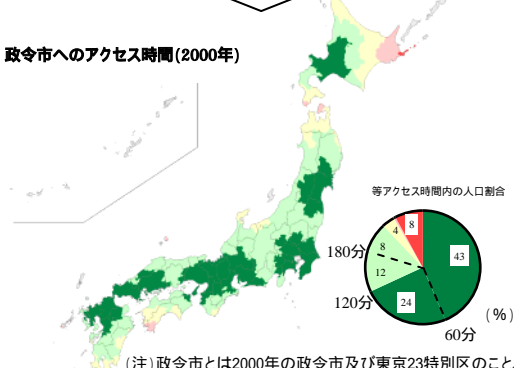 政令市へのアクセス時間(2000年)
等アクセス時間内の人口割合
4
8
180分
8
43
12
120分
24
(%)
60分
(注)政令市とは2000年の政令市及び東京23特別区のこと。